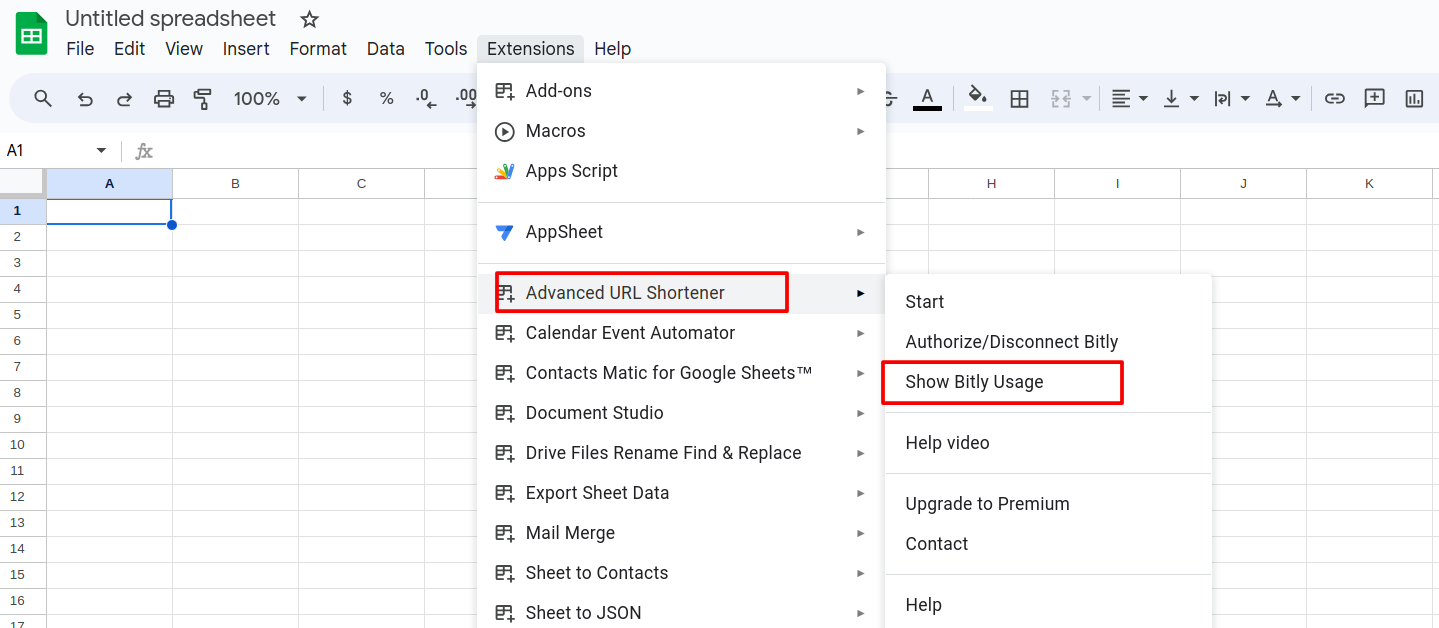 Untitled spreadsheet
File Edit View Insert Format Data Tools Extensions Help
100% $ % .0 .00 A A
A1 fx
A B C H I J K
1
2
3
4
5
6
7
8
9
10
11
12
13
14
15
16
17
Add-ons
Macros
Apps Script
AppSheet
Advanced URL Shortener
Calendar Event Automator
Contacts Matic for Google Sheets™
Document Studio
Drive Files Rename Find & Replace
Export Sheet Data
Mail Merge
Sheet to Contacts
Sheet to JSON
Start
Authorize/Disconnect Bitly
Show Bitly Usage
Help video
Upgrade to Premium
Contact
Help